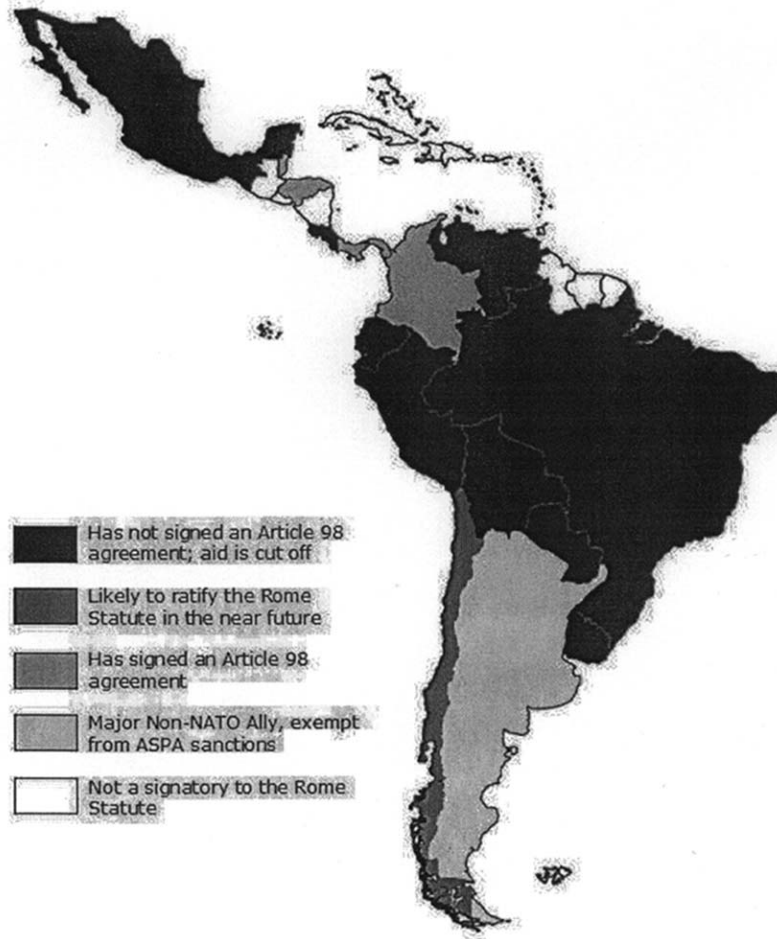 Has not signed an Article 98
agreement; aid is cut off
Likely to ratify the Rome
Statute in the near future
Has signed an Article 98
agreement
Major Non-NATO Ally, exempt
from ASPA sanctions
Not a signatory to the Rome
Statute